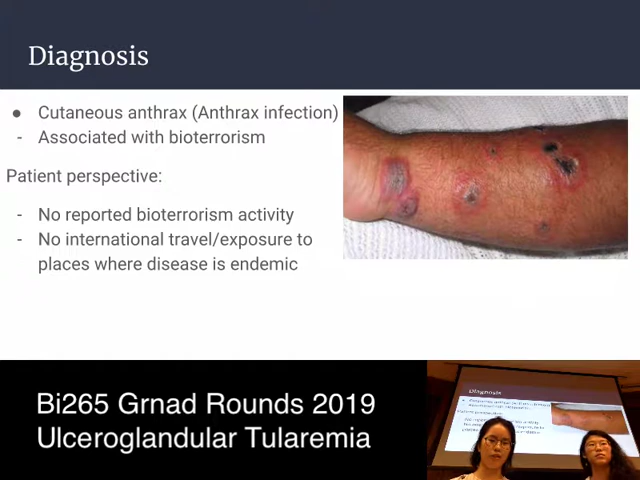 Diagnosis
● Cutaneous anthrax (Anthrax infection)
- Associated with bioterrorism
Patient perspective:
- No reported bioterrorism activity
- No international travel/exposure to
places where disease is endemic
Bi265 Grnad Rounds 2019
Ulceroglandular Tularemia
Diagnosis